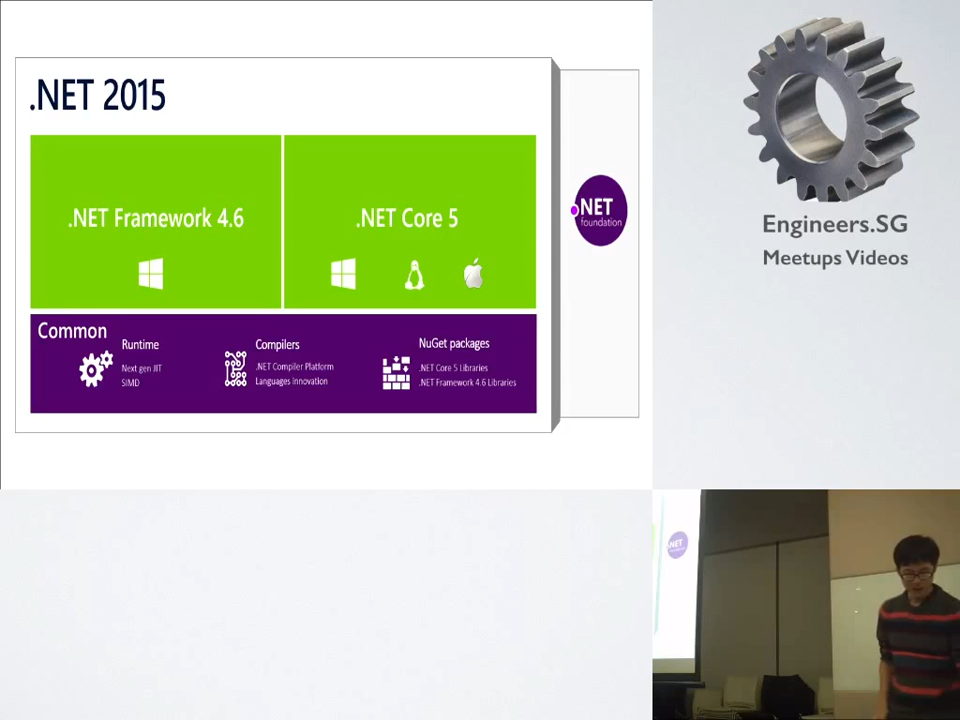 .NET 2015
.NET Framework 4.6
.NET Core 5
.NET
foundation
Common
Runtime
Next gen JIT
SIMD
Compilers
.NET Compiler Platform
Languages Innovation
NuGet packages
.NET Core 5 Libraries
.NET Framework 4.6 Libraries
Engineers.SG
Meetups Videos
.NET